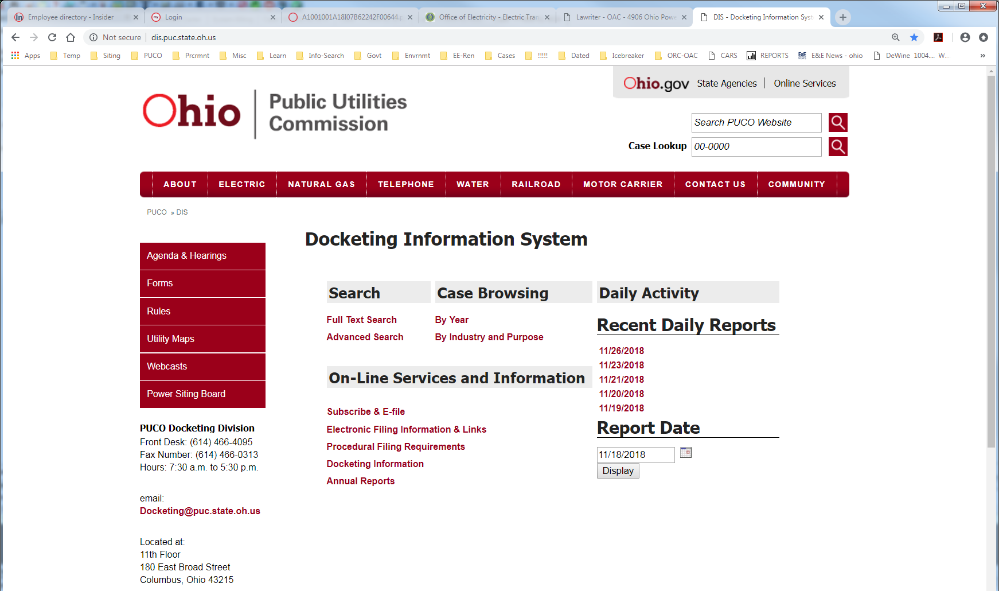 Employee directory - Insider
Login
A1001001A18I07B62242F00644.p
Office of Electricity - Electric Tran
Lawriter - OAC - 4906 Ohio Powe
DIS - Docketing Information Syst
Not secure
dis.puc.state.oh.us
Apps Temp Siting PUCO Prcrmnt Misc Learn Info-Search Govt Envrnmt EE-Ren Cases !!!!! Dated Icebreaker ORC-OAC CARS REPORTS E&E News - ohio DeWine 1004.... W...
Ohio.gov State Agencies | Online Services
Ohio
Public Utilities
Commission
Search PUCO Website
Case Lookup 00-0000
ABOUT ELECTRIC NATURAL GAS TELEPHONE WATER RAILROAD MOTOR CARRIER CONTACT US COMMUNITY
PUCO » DIS
Agenda & Hearings
Forms
Rules
Utility Maps
Webcasts
Power Siting Board
PUCO Docketing Division
Front Desk: (614) 466-4095
Fax Number: (614) 466-0313
Hours: 7:30 a.m. to 5:30 p.m.
email:
Docketing@puc.state.oh.us
Located at:
11th Floor
180 East Broad Street
Columbus, Ohio 43215
Docketing Information System
Search
Full Text Search
Advanced Search
Case Browsing
By Year
By Industry and Purpose
On-Line Services and Information
Subscribe & E-file
Electronic Filing Information & Links
Procedural Filing Requirements
Docketing Information
Annual Reports
Daily Activity
Recent Daily Reports
11/26/2018
11/23/2018
11/21/2018
11/20/2018
11/19/2018
Report Date
11/18/2018
Display